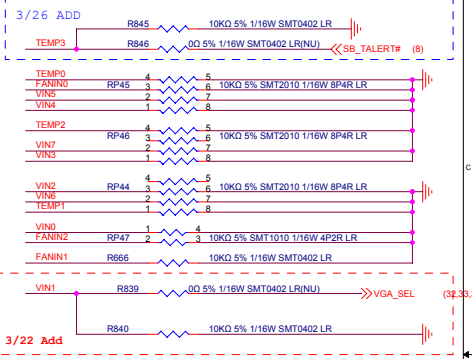 3/26 ADD
R845 10KΩ 5% 1/16W SMT0402 LR
TEMP3 R846 0Ω 5% 1/16W SMT0402 LR(NU) SB_TALERT# (8)
TEMP0 4 5
FANIN0 RP45 3 6 10KΩ 5% SMT2010 1/16W 8P4R LR
VIN5 2 7
VIN4 1 8
TEMP2 4 5
RP46 3 6 10KΩ 5% SMT2010 1/16W 8P4R LR
VIN7 2 7
VIN3 1 8
VIN2 4 5
RP44 3 6 10KΩ 5% SMT2010 1/16W 8P4R LR
VIN6 2 7
TEMP1 1 8
VIN0 1 4
FANIN2 RP47 2 3 10KΩ 5% SMT1010 1/16W 4P2R LR
FANIN1 R666 10KΩ 5% 1/16W SMT0402 LR
VIN1 R839 0Ω 5% 1/16W SMT0402 LR(NU) VGA_SEL (32,33,
R840 10KΩ 5% 1/16W SMT0402 LR
3/22 Add
C